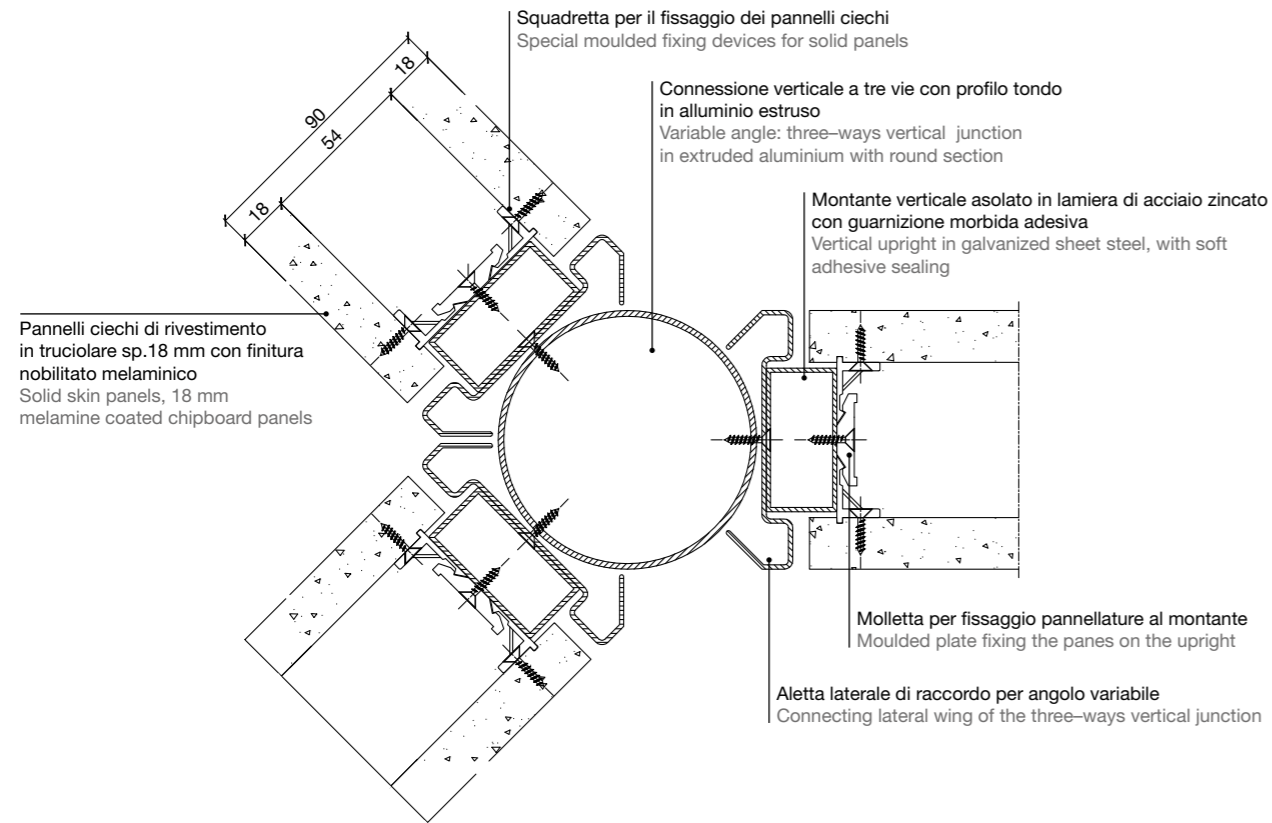 Squadretta per il fissaggio dei pannelli ciechi
Special moulded fixing devices for solid panels
Connessione verticale a tre vie con profilo tondo
in alluminio estruso
Variable angle: three–ways vertical junction
in extruded aluminium with round section
Montante verticale asolato in lamiera di acciaio zincato
con guarnizione morbida adesiva
Vertical upright in galvanized sheet steel, with soft
adhesive sealing
18
90
54
18
Pannelli ciechi di rivestimento
in truciolare sp.18 mm con finitura
nobilitato melaminico
Solid skin panels, 18 mm
melamine coated chipboard panels
Molletta per fissaggio pannellature al montante
Moulded plate fixing the panes on the upright
Aletta laterale di raccordo per angolo variabile
Connecting lateral wing of the three–ways vertical junction